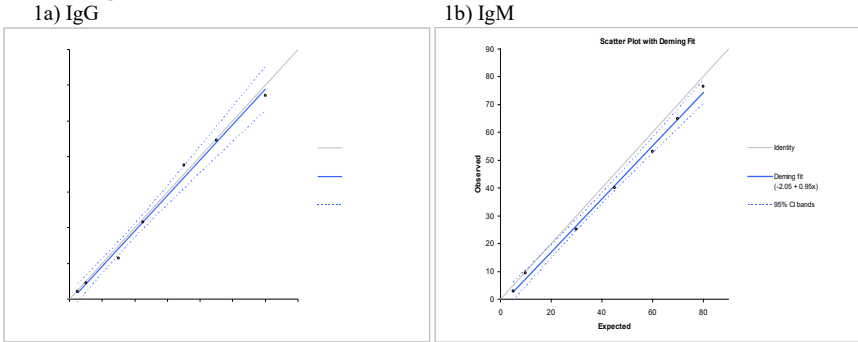 1a) IgG
1b) IgM
Scatter Plot with Deming Fit
90
80
70
60
50
40
30
20
10
0
Observed
0 20 40 60 80
Expected
Identity
Deming fit
(-2.05 + 0.95x)
95% CI bands